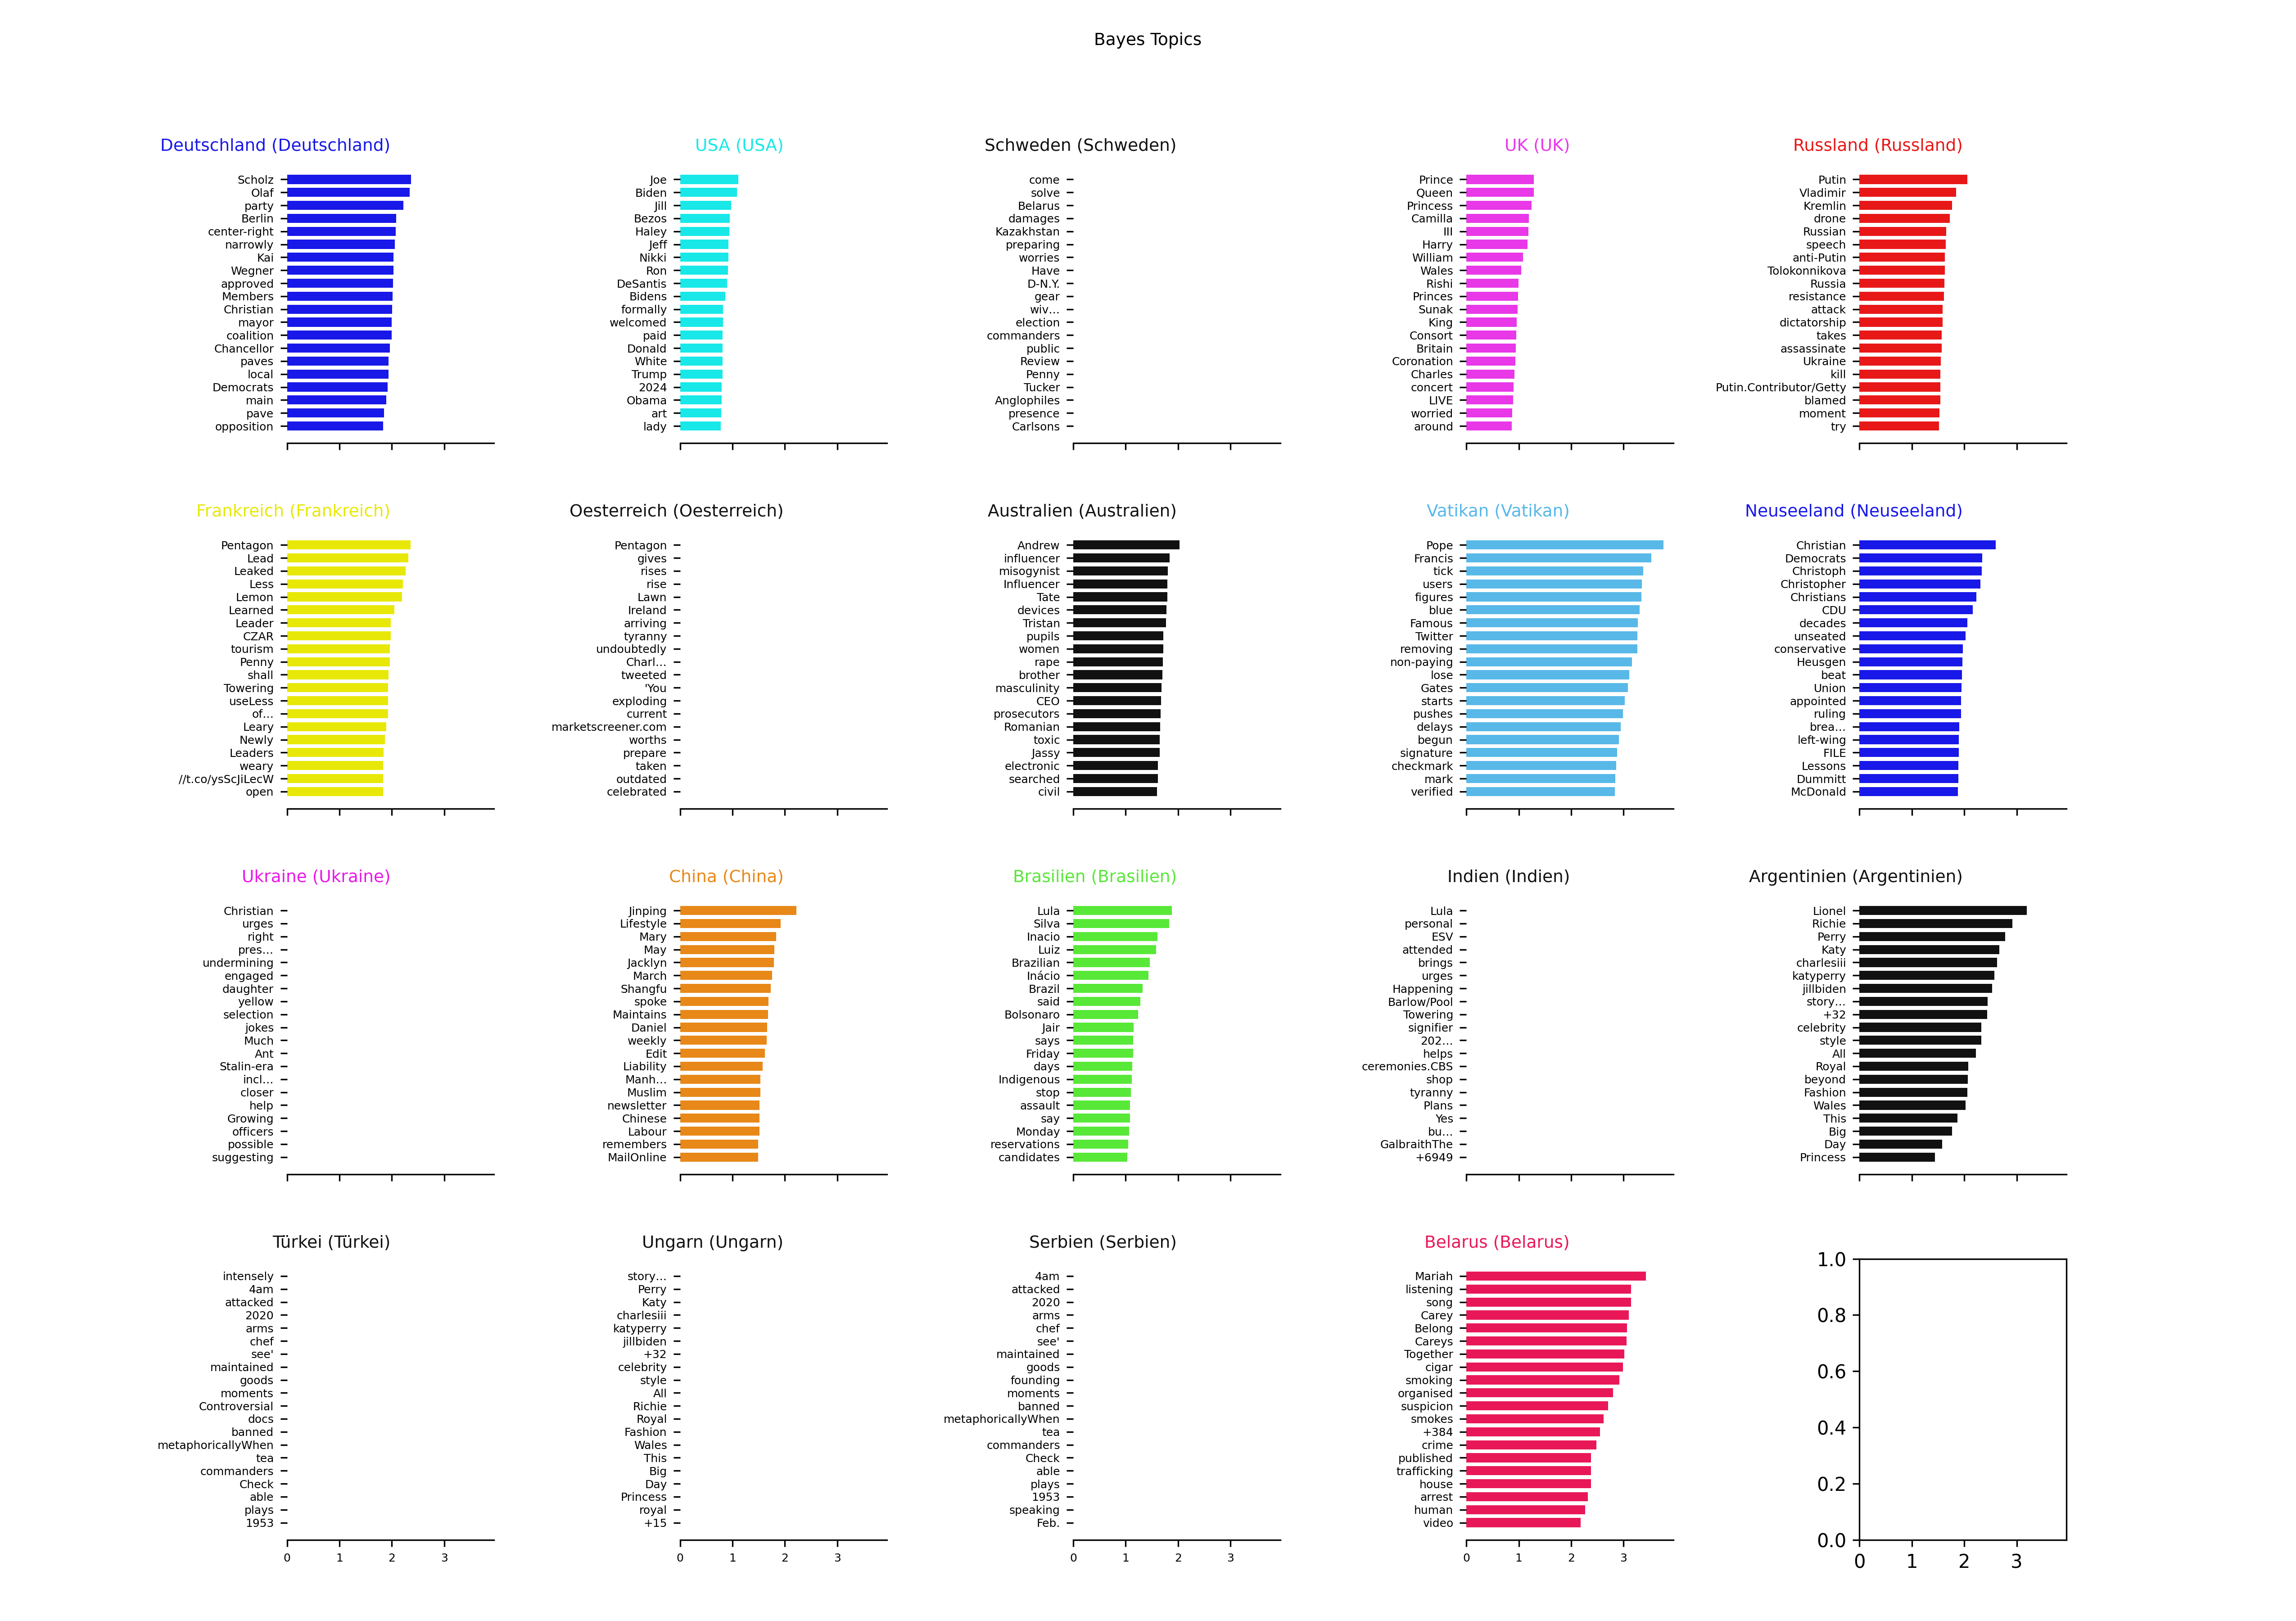 Bayes Topics
Deutschland (Deutschland)
Scholz
Olaf
party
Berlin
center-right
narrowly
Kai
Wegner
approved
Members
Christian
mayor
coalition
Chancellor
paves
local
Democrats
main
pave
opposition
USA (USA)
Joe
Biden
Jill
Bezos
Haley
Jeff
Nikki
Ron
DeSantis
Bidens
formally
welcomed
paid
Donald
White
Trump
2024
Obama
art
lady
Schweden (Schweden)
come
solve
Belarus
damages
Kazakhstan
preparing
worries
Have
D-N.Y.
gear
wiv…
election
commanders
public
Review
Penny
Tucker
Anglophiles
presence
Carlsons
UK (UK)
Prince
Queen
Princess
Camilla
III
Harry
William
Wales
Rishi
Princes
Sunak
King
Consort
Britain
Coronation
Charles
concert
LIVE
worried
around
Russland (Russland)
Putin
Vladimir
Kremlin
drone
Russian
speech
anti-Putin
Tolokonnikova
Russia
resistance
attack
dictatorship
takes
assassinate
Ukraine
kill
Putin.Contributor/Getty
blamed
moment
try
Frankreich (Frankreich)
Pentagon
Lead
Leaked
Less
Lemon
Learned
Leader
CZAR
tourism
Penny
shall
Towering
useLess
of…
Leary
Newly
Leaders
weary
//t.co/ysScJiLecW
open
Oesterreich (Oesterreich)
Pentagon
gives
rises
rise
Lawn
Ireland
arriving
tyranny
undoubtedly
Charl…
tweeted
'You
exploding
current
marketscreener.com
worths
prepare
taken
outdated
celebrated
Australien (Australien)
Andrew
influencer
misogynist
Influencer
Tate
devices
Tristan
pupils
women
rape
brother
masculinity
CEO
prosecutors
Romanian
toxic
Jassy
electronic
searched
civil
Vatikan (Vatikan)
Pope
Francis
tick
users
figures
blue
Famous
Twitter
removing
non-paying
lose
Gates
starts
pushes
delays
begun
signature
checkmark
mark
verified
Neuseeland (Neuseeland)
Christian
Democrats
Christoph
Christopher
Christians
CDU
decades
unseated
conservative
Heusgen
beat
Union
appointed
ruling
brea…
left-wing
FILE
Lessons
Dummitt
McDonald
Ukraine (Ukraine)
Christian
urges
right
pres…
undermining
engaged
daughter
yellow
selection
jokes
Much
Ant
Stalin-era
incl…
closer
help
Growing
officers
possible
suggesting
China (China)
Jinping
Lifestyle
Mary
May
Jacklyn
March
Shangfu
spoke
Maintains
Daniel
weekly
Edit
Liability
Manh…
Muslim
newsletter
Chinese
Labour
remembers
MailOnline
Brasilien (Brasilien)
Lula
Silva
Inacio
Luiz
Brazilian
Inácio
Brazil
said
Bolsonaro
Jair
says
Friday
days
Indigenous
stop
assault
say
Monday
reservations
candidates
Indien (Indien)
Lula
personal
ESV
attended
brings
urges
Happening
Barlow/Pool
Towering
signifier
202…
helps
ceremonies.CBS
shop
tyranny
Plans
Yes
bu…
GalbraithThe
+6949
Argentinien (Argentinien)
Lionel
Richie
Perry
Katy
charlesiii
katyperry
jillbiden
story…
+32
celebrity
style
All
Royal
beyond
Fashion
Wales
This
Big
Day
Princess
Türkei (Türkei)
intensely
4am
attacked
2020
arms
chef
see'
maintained
goods
moments
Controversial
docs
banned
metaphoricallyWhen
tea
commanders
Check
able
plays
1953
0 1 2 3
Ungarn (Ungarn)
story…
Perry
Katy
charlesiii
katyperry
jillbiden
+32
celebrity
style
All
Richie
Royal
Fashion
Wales
This
Big
Day
Princess
royal
+15
0 1 2 3
Serbien (Serbien)
4am
attacked
2020
arms
chef
see'
maintained
goods
founding
moments
banned
metaphoricallyWhen
tea
commanders
Check
able
plays
1953
speaking
Feb.
0 1 2 3
Belarus (Belarus)
Mariah
listening
song
Carey
Belong
Careys
Together
cigar
smoking
organised
suspicion
smokes
+384
crime
published
trafficking
house
arrest
human
video
0 1 2 3
1.0
0.8
0.6
0.4
0.2
0.0
0 1 2 3